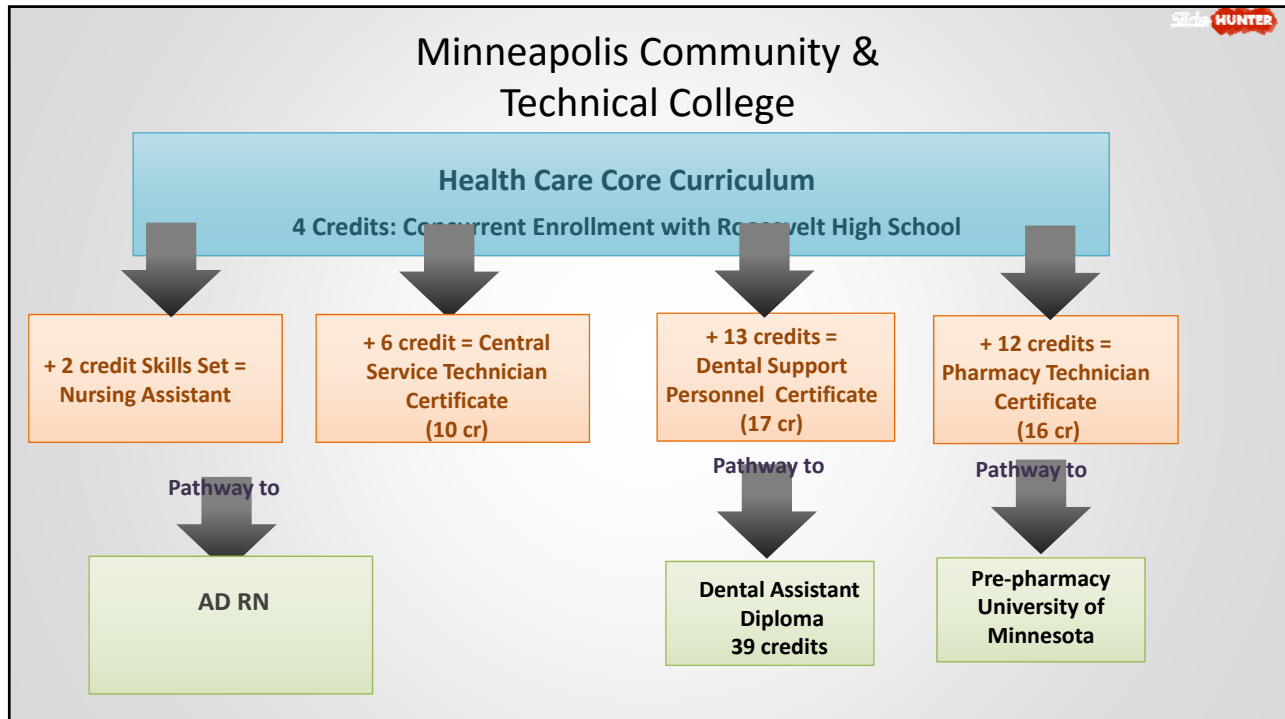 Slide HUNTER
Minneapolis Community &
Technical College
Health Care Core Curriculum
4 Credits: Concurrent Enrollment with Roosevelt High School
+ 2 credit Skills Set =
Nursing Assistant
+ 6 credit = Central
Service Technician
Certificate
(10 cr)
+ 13 credits =
Dental Support
Personnel Certificate
(17 cr)
+ 12 credits =
Pharmacy Technician
Certificate
(16 cr)
Pathway to
Pathway to
Pathway to
AD RN
Dental Assistant
Diploma
39 credits
Pre-pharmacy
University of
Minnesota